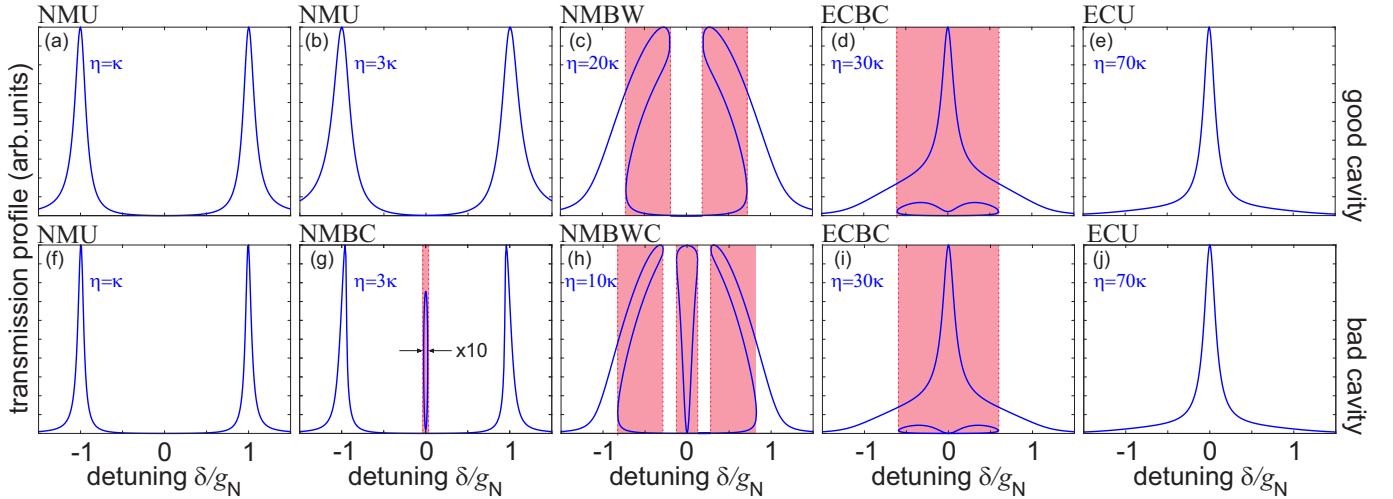 NMU NMU NMBW ECBC ECU
(a) (b) (c) (d) (e)
η=κ η=3κ η=20κ η=30κ η=70κ
good cavity
transmission profile (arb.units)
NMU NMBC NMBWC ECBC ECU
(f) (g) (h) (i) (j)
η=κ η=3κ η=10κ η=30κ η=70κ
x10
bad cavity
-1 0 1 -1 0 1 -1 0 1 -1 0 1 -1 0 1
detuning δ/gN detuning δ/gN detuning δ/gN detuning δ/gN detuning δ/gN